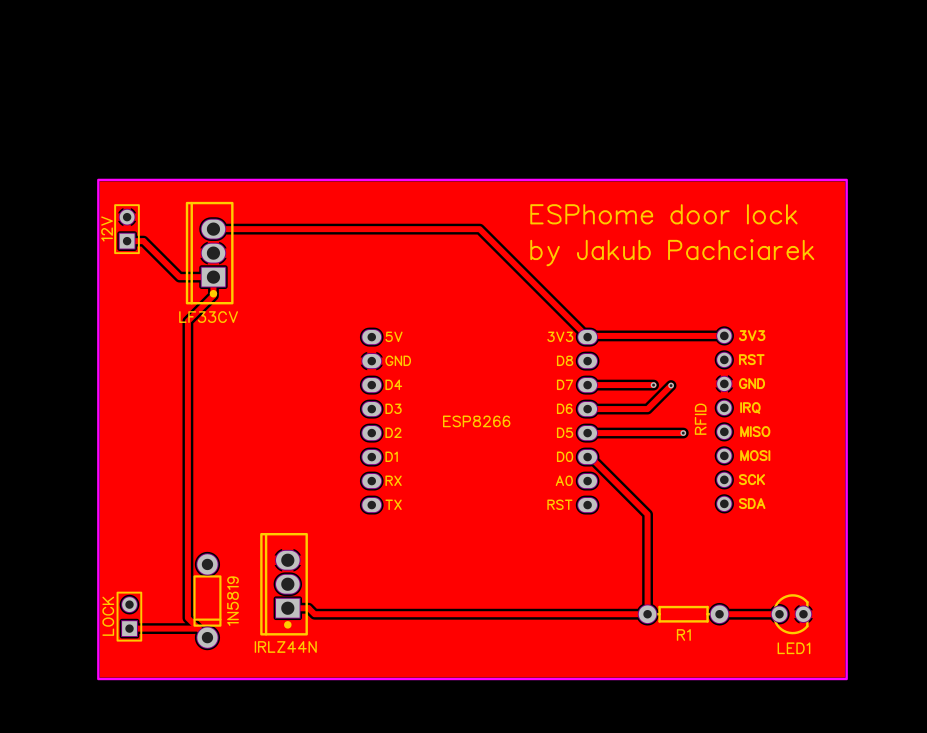 ESPhome door lock
by Jakub Pachciarek
12V
LF33CV
5V
GND
D4
D3
D2
D1
RX
TX
ESP8266
3V3
D8
D7
D6
D5
D0
A0
RST
RFID
3V3
RST
GND
IRQ
MISO
MOSI
SCK
SDA
LOCK
1N5819
IRLZ44N
R1
LED1